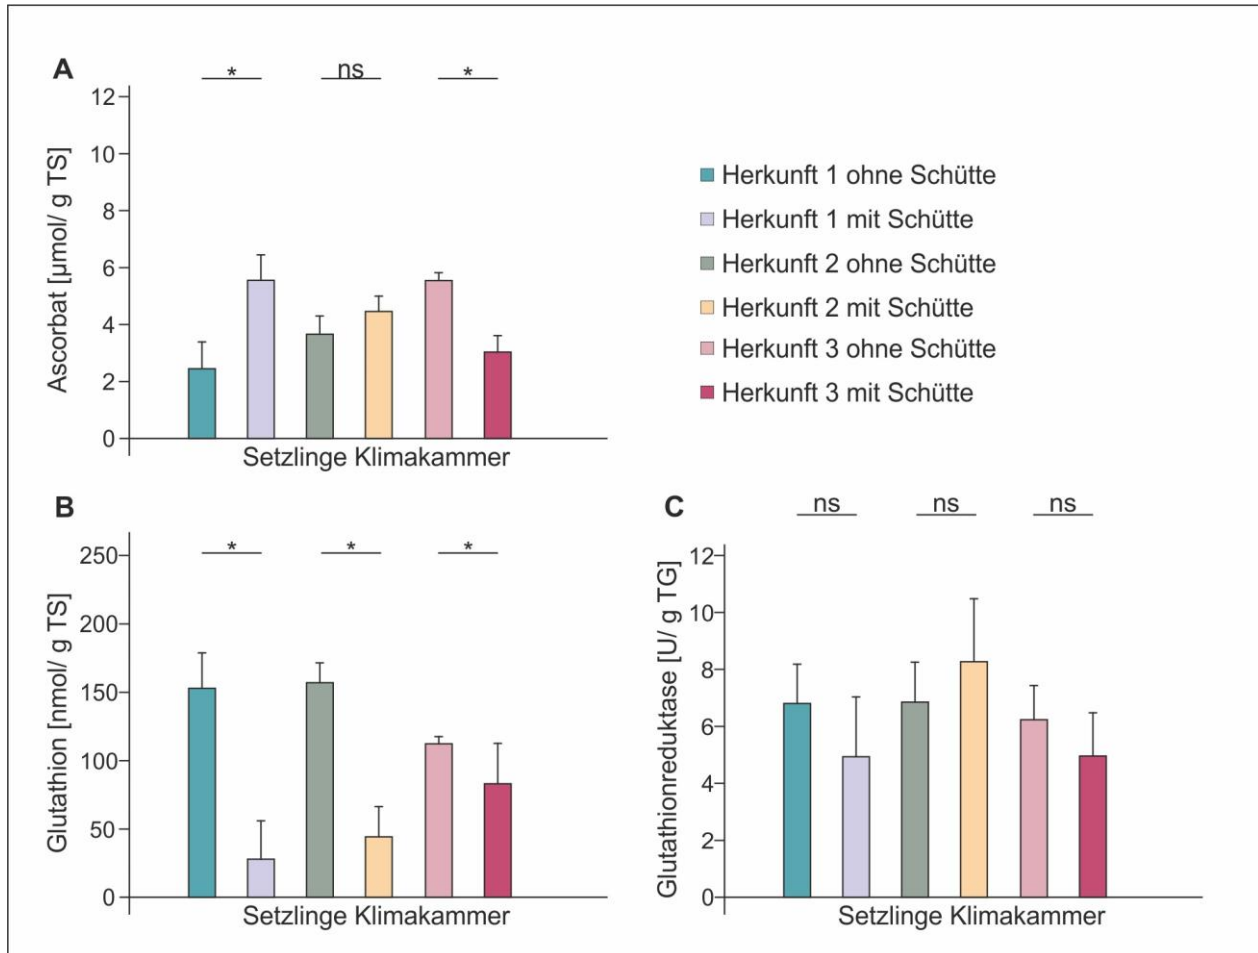 A
* ns *
12
10
8
6
4
2
0
Ascorbat [µmol/ g TS]
Setzlinge Klimakammer
Herkunft 1 ohne Schütte
Herkunft 1 mit Schütte
Herkunft 2 ohne Schütte
Herkunft 2 mit Schütte
Herkunft 3 ohne Schütte
Herkunft 3 mit Schütte
B
* * *
250
200
150
100
50
0
Glutathion [nmol/ g TS]
Setzlinge Klimakammer
C
ns ns ns
12
10
8
6
4
2
0
Glutathionreduktase [U/ g TG]
Setzlinge Klimakammer